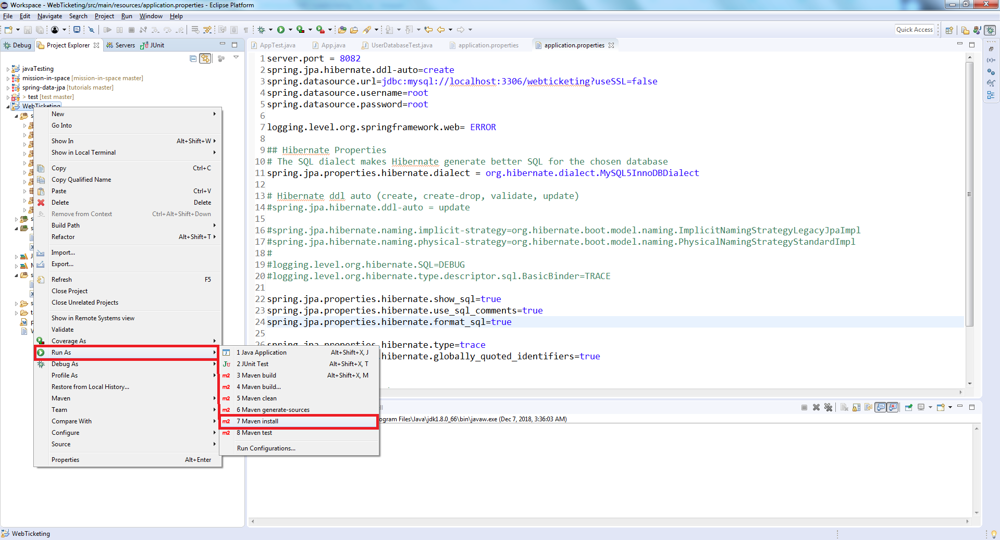 Workspace - WebTicketing/src/main/resources/application.properties - Eclipse Platform
File Edit Navigate Search Project Run Window Help
Quick Access
Debug Project Explorer Servers JUnit
AppTest.java App.java UserDatabaseTest.java application.properties application.properties
javaTesting
mission-in-space [mission-in-space master]
spring-data-jpa [tutorials master]
> test [test master]
WebTicketing
New
Go Into
Show In Alt+Shift+W
Show in Local Terminal
Copy Ctrl+C
Copy Qualified Name
Paste Ctrl+V
Delete Delete
Remove from Context Ctrl+Alt+Shift+Down
Build Path
Refactor Alt+Shift+T
Import...
Export...
Refresh F5
Close Project
Close Unrelated Projects
Show in Remote Systems view
Validate
Coverage As
Run As
Debug As
Profile As
Restore from Local History...
Maven
Team
Compare With
Configure
Source
Properties Alt+Enter
1 Java Application Alt+Shift+X, J
2 JUnit Test Alt+Shift+X, T
3 Maven build Alt+Shift+X, M
4 Maven build...
5 Maven clean
6 Maven generate-sources
7 Maven install
8 Maven test
Run Configurations...
1 server.port = 8082
2 spring.jpa.hibernate.ddl-auto=create
3 spring.datasource.url=jdbc:mysql://localhost:3306/webticketing?useSSL=false
4 spring.datasource.username=root
5 spring.datasource.password=root
6
7 logging.level.org.springframework.web= ERROR
8
9 ## Hibernate Properties
10 # The SQL dialect makes Hibernate generate better SQL for the chosen database
11 spring.jpa.properties.hibernate.dialect = org.hibernate.dialect.MySQL5InnoDBDialect
12
13 # Hibernate ddl auto (create, create-drop, validate, update)
14 #spring.jpa.hibernate.ddl-auto = update
15
16 #spring.jpa.hibernate.naming.implicit-strategy=org.hibernate.boot.model.naming.ImplicitNamingStrategyLegacyJpaImpl
17 #spring.jpa.hibernate.naming.physical-strategy=org.hibernate.boot.model.naming.PhysicalNamingStrategyStandardImpl
18 #
19 #logging.level.org.hibernate.SQL=DEBUG
20 #logging.level.org.hibernate.type.descriptor.sql.BasicBinder=TRACE
21
22 spring.jpa.properties.hibernate.show_sql=true
23 spring.jpa.properties.hibernate.use_sql_comments=true
24 spring.jpa.properties.hibernate.format_sql=true
25
26 spring.jpa.properties.hibernate.type=trace
.hibernate.globally_quoted_identifiers=true
ogram Files\Java\jdk1.8.0_66\bin\javaw.exe (Dec 7, 2018, 3:36:03 AM)
WebTicketing